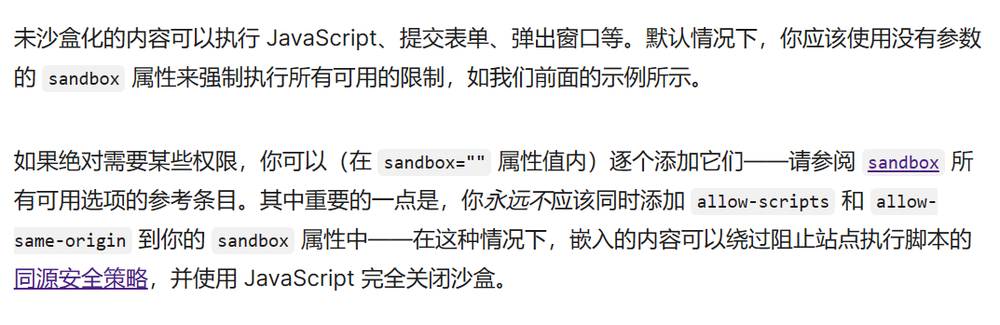 未沙盒化的内容可以执行 JavaScript、提交表单、弹出窗口等。默认情况下，你应该使用没有参数
的 sandbox 属性来强制执行所有可用的限制，如我们前面的示例所示。
如果绝对需要某些权限，你可以（在 sandbox="" 属性值内）逐个添加它们——请参阅 sandbox 所
有可用选项的参考条目。其中重要的一点是，你永远不应该同时添加 allow-scripts 和 allow-
same-origin 到你的 sandbox 属性中——在这种情况下，嵌入的内容可以绕过阻止站点执行脚本的
同源安全策略，并使用 JavaScript 完全关闭沙盒。